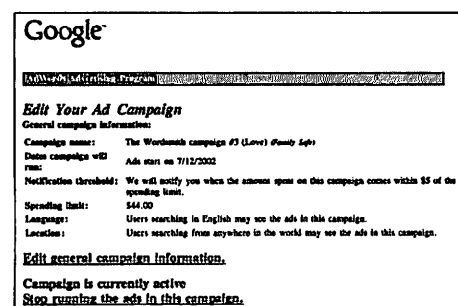 Google
AdWords Advertising Program
Edit Your Ad Campaign
General campaign information:
Campaign name: The Wordsmith campaign #3 (Love) (Family Safe)
Dates campaign will run: Ads start on 7/12/2002
Notification threshold: We will notify you when the amount spent on this campaign comes within $5 of the
spending limit.
Spending limit: $44.00
Language: Users searching in English may see the ads in this campaign.
Location: Users searching from anywhere in the world may see the ads in this campaign.
Edit general campaign information.
Campaign is currently active
Stop running the ads in this campaign.